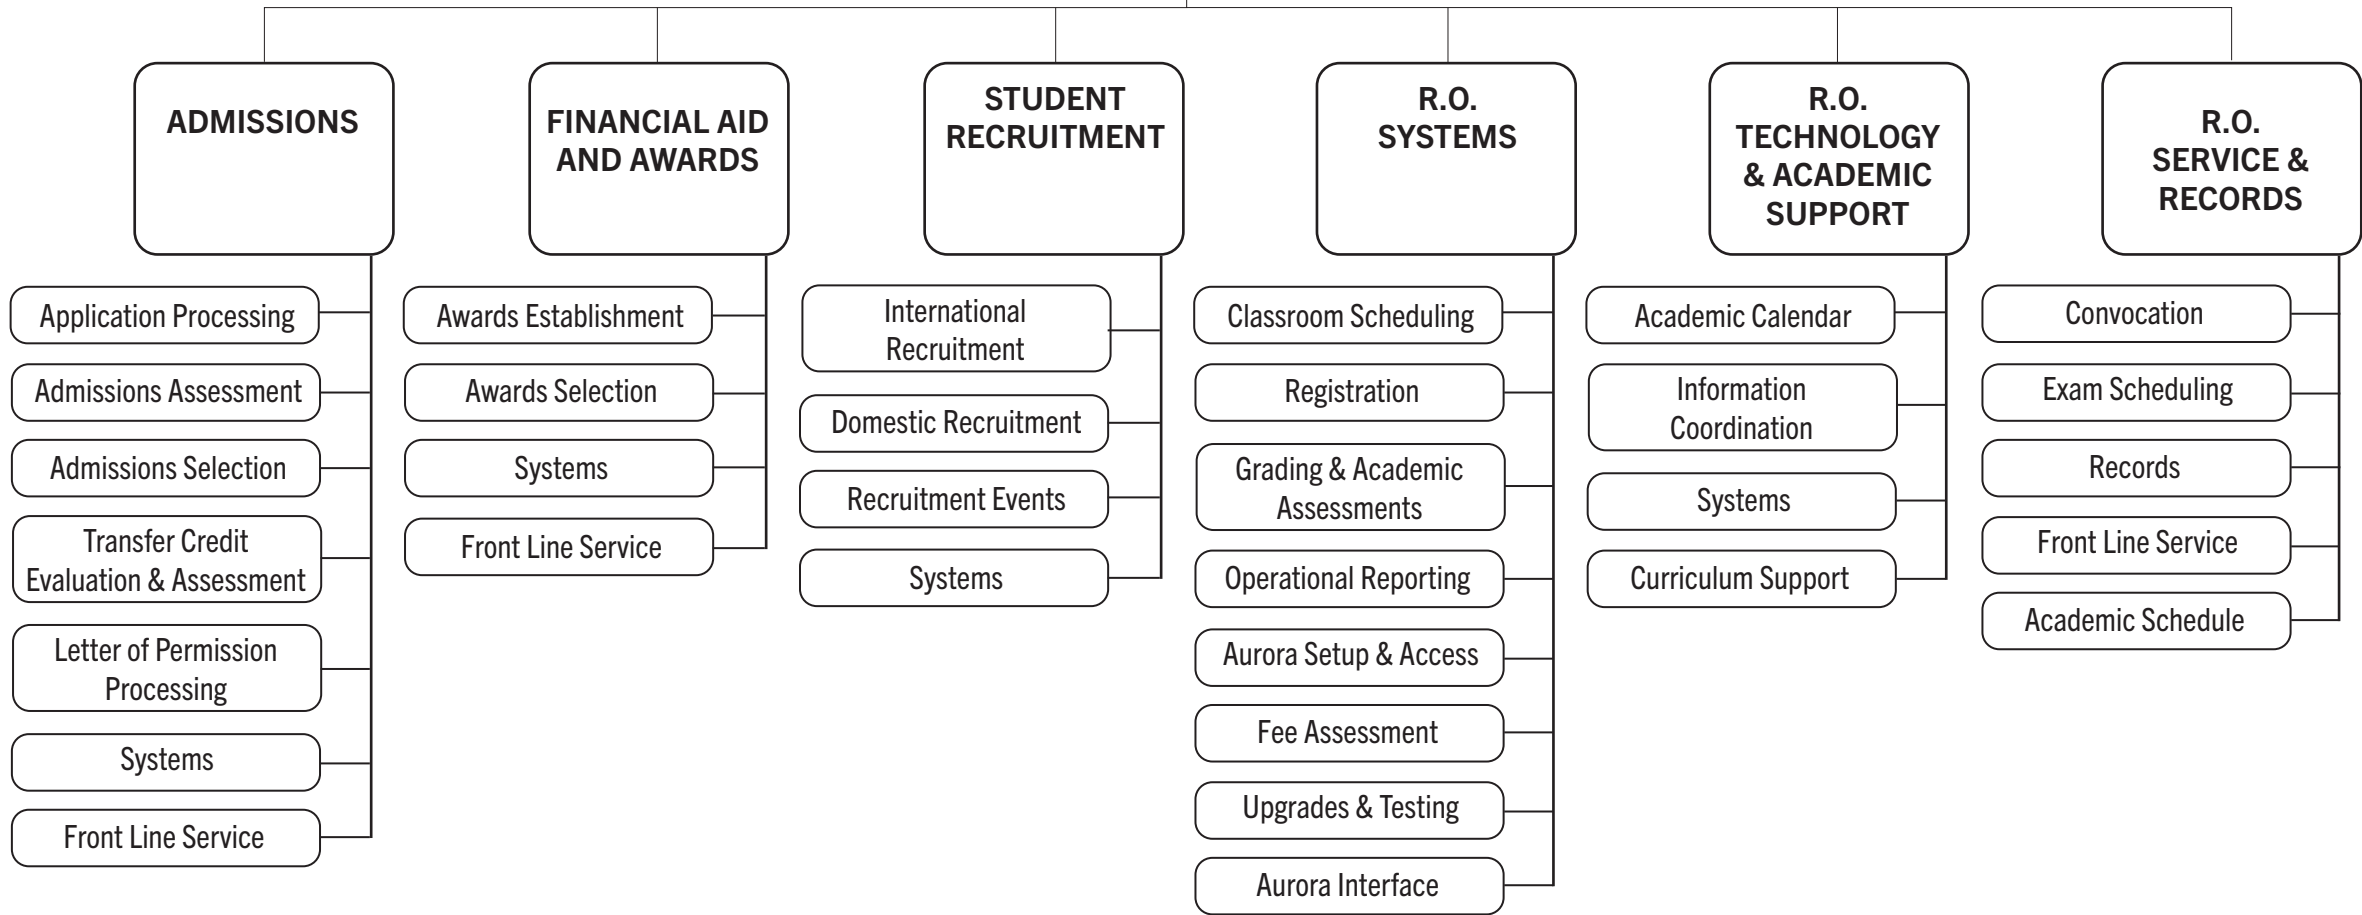 ADMISSIONS
Application Processing
Admissions Assessment
Admissions Selection
Transfer Credit
Evaluation & Assessment
Letter of Permission
Processing
Systems
Front Line Service
FINANCIAL AID
AND AWARDS
Awards Establishment
Awards Selection
Systems
Front Line Service
STUDENT
RECRUITMENT
International
Recruitment
Domestic Recruitment
Recruitment Events
Systems
R.O.
SYSTEMS
Classroom Scheduling
Registration
Grading & Academic
Assessments
Operational Reporting
Aurora Setup & Access
Fee Assessment
Upgrades & Testing
Aurora Interface
R.O.
TECHNOLOGY
& ACADEMIC
SUPPORT
Academic Calendar
Information
Coordination
Systems
Curriculum Support
R.O.
SERVICE &
RECORDS
Convocation
Exam Scheduling
Records
Front Line Service
Academic Schedule